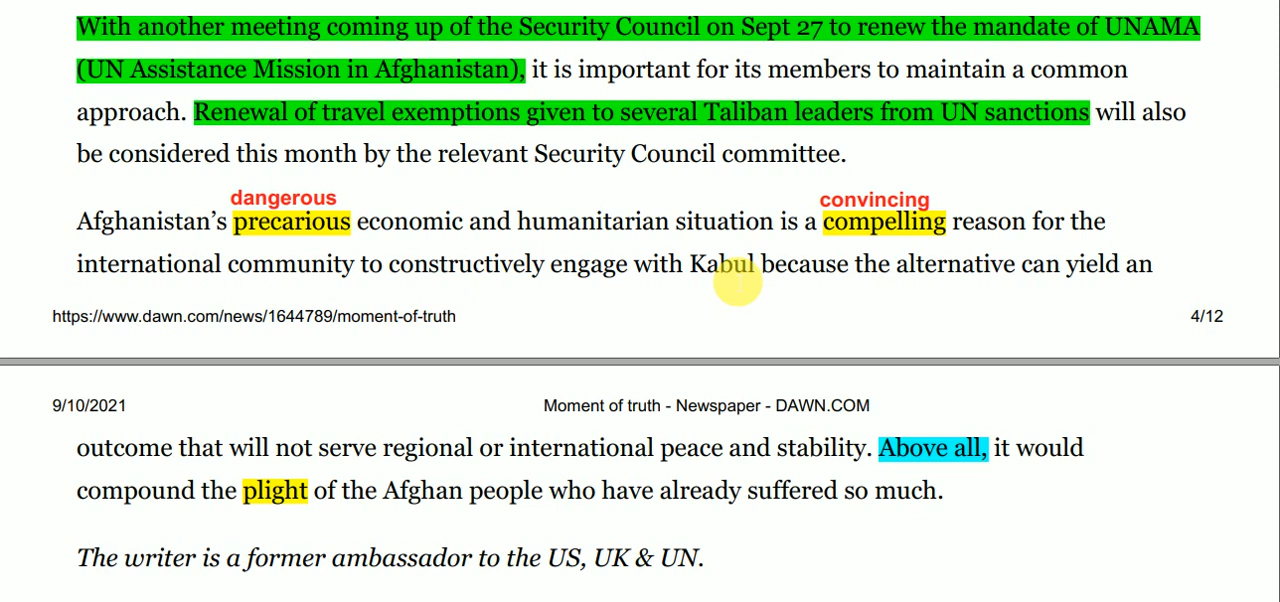 With another meeting coming up of the Security Council on Sept 27 to renew the mandate of UNAMA
(UN Assistance Mission in Afghanistan), it is important for its members to maintain a common
approach. Renewal of travel exemptions given to several Taliban leaders from UN sanctions will also
be considered this month by the relevant Security Council committee.
dangerous convincing
Afghanistan’s precarious economic and humanitarian situation is a compelling reason for the
international community to constructively engage with Kabul because the alternative can yield an
https://www.dawn.com/news/1644789/moment-of-truth 4/12
9/10/2021 Moment of truth - Newspaper - DAWN.COM
outcome that will not serve regional or international peace and stability. Above all, it would
compound the plight of the Afghan people who have already suffered so much.
The writer is a former ambassador to the US, UK & UN.